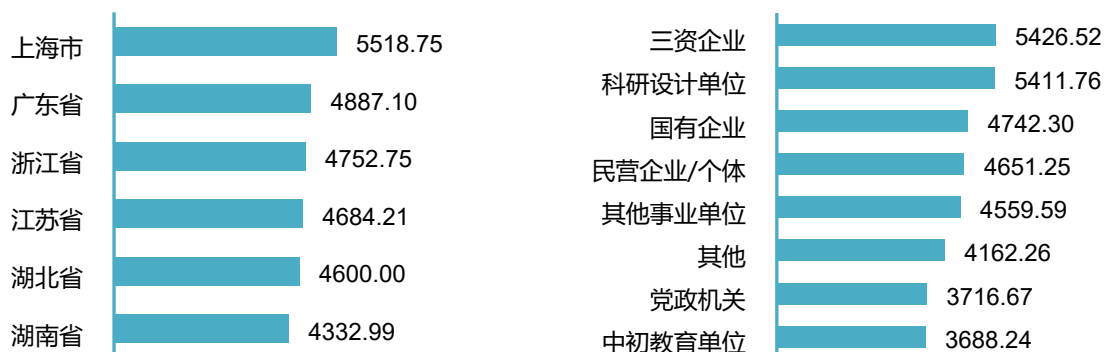 上海市 5518.75
广东省 4887.10
浙江省 4752.75
江苏省 4684.21
湖北省 4600.00
湖南省 4332.99
三资企业 5426.52
科研设计单位 5411.76
国有企业 4742.30
民营企业/个体 4651.25
其他事业单位 4559.59
其他 4162.26
党政机关 3716.67
中初教育单位 3688.24